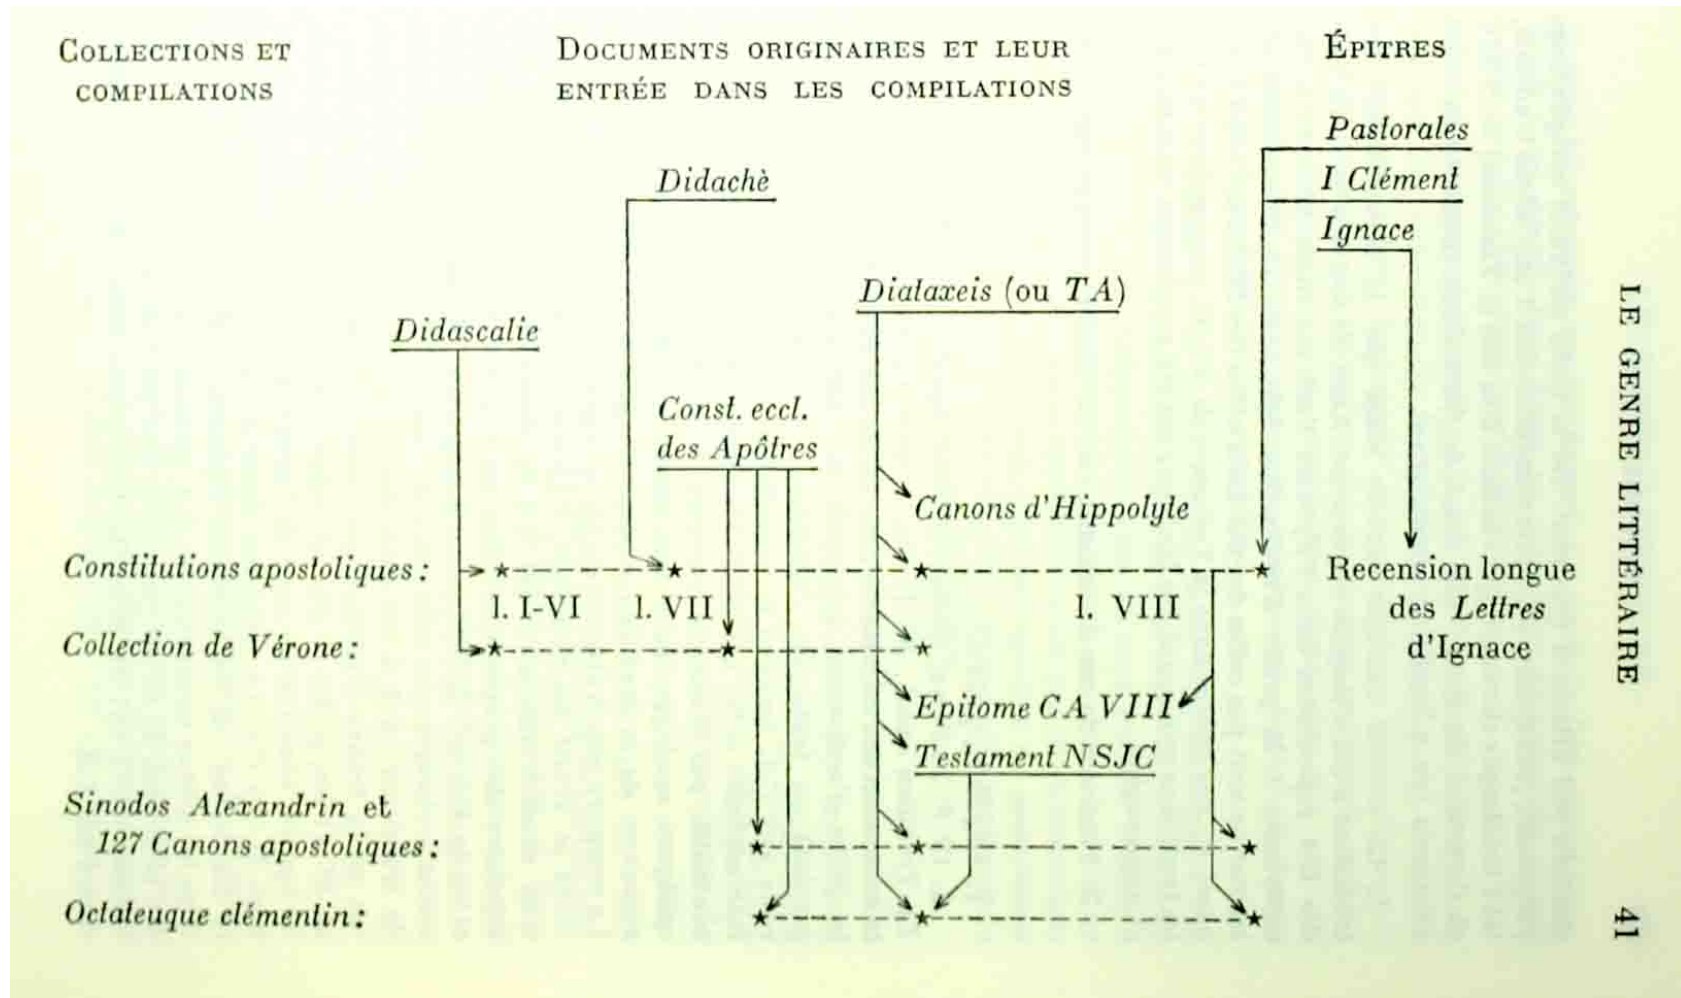 COLLECTIONS ET
COMPILATIONS
DOCUMENTS ORIGINAIRES ET LEUR
ENTRÉE DANS LES COMPILATIONS
ÉPITRES
Pastorales
I Clément
Ignace
Didachè
Diataxeis (ou TA)
Didascalie
Const. eccl.
des Apôtres
Canons d'Hippolyte
Constitutions apostoliques :
l. I-VI
l. VII
l. VIII
Recension longue
des Lettres
d'Ignace
Collection de Vérone :
Epitome CA VIII
Testament NSJC
Sinodos Alexandrin et
127 Canons apostoliques :
Octateuque clémentin :
LE GENRE LITTÉRAIRE
41